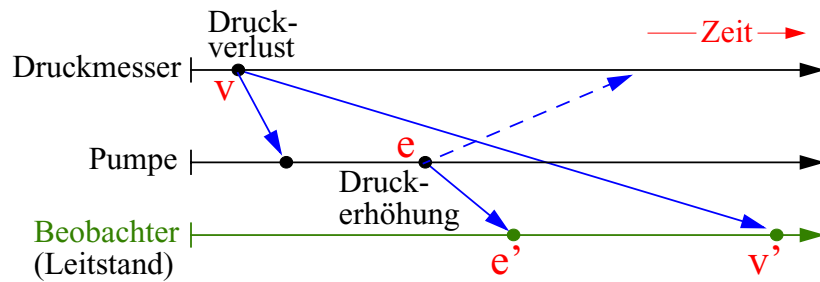 Druck-
verlust
Zeit
Druckmesser
v
Pumpe
e
Druck-
erhöhung
Beobachter
(Leitstand)
e’
v’